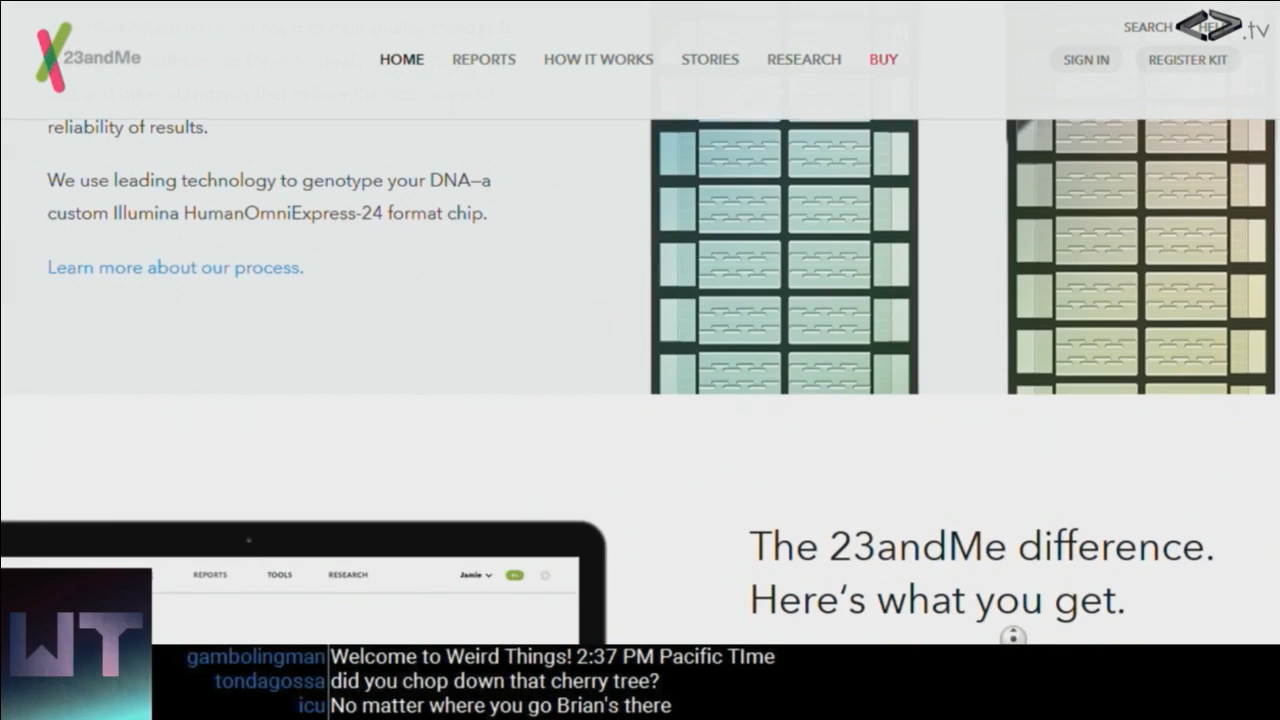 SEARCH HELP
.tv
23andMe
HOME REPORTS HOW IT WORKS STORIES RESEARCH BUY
SIGN IN REGISTER KIT
reliability of results.
We use leading technology to genotype your DNA—a
custom Illumina HumanOmniExpress-24 format chip.
Learn more about our process.
The 23andMe difference.
Here's what you get.
REPORTS TOOLS RESEARCH Jamie
WT
gambolingman Welcome to Weird Things! 2:37 PM Pacific TIme
tondagossa did you chop down that cherry tree?
icu No matter where you go Brian's there